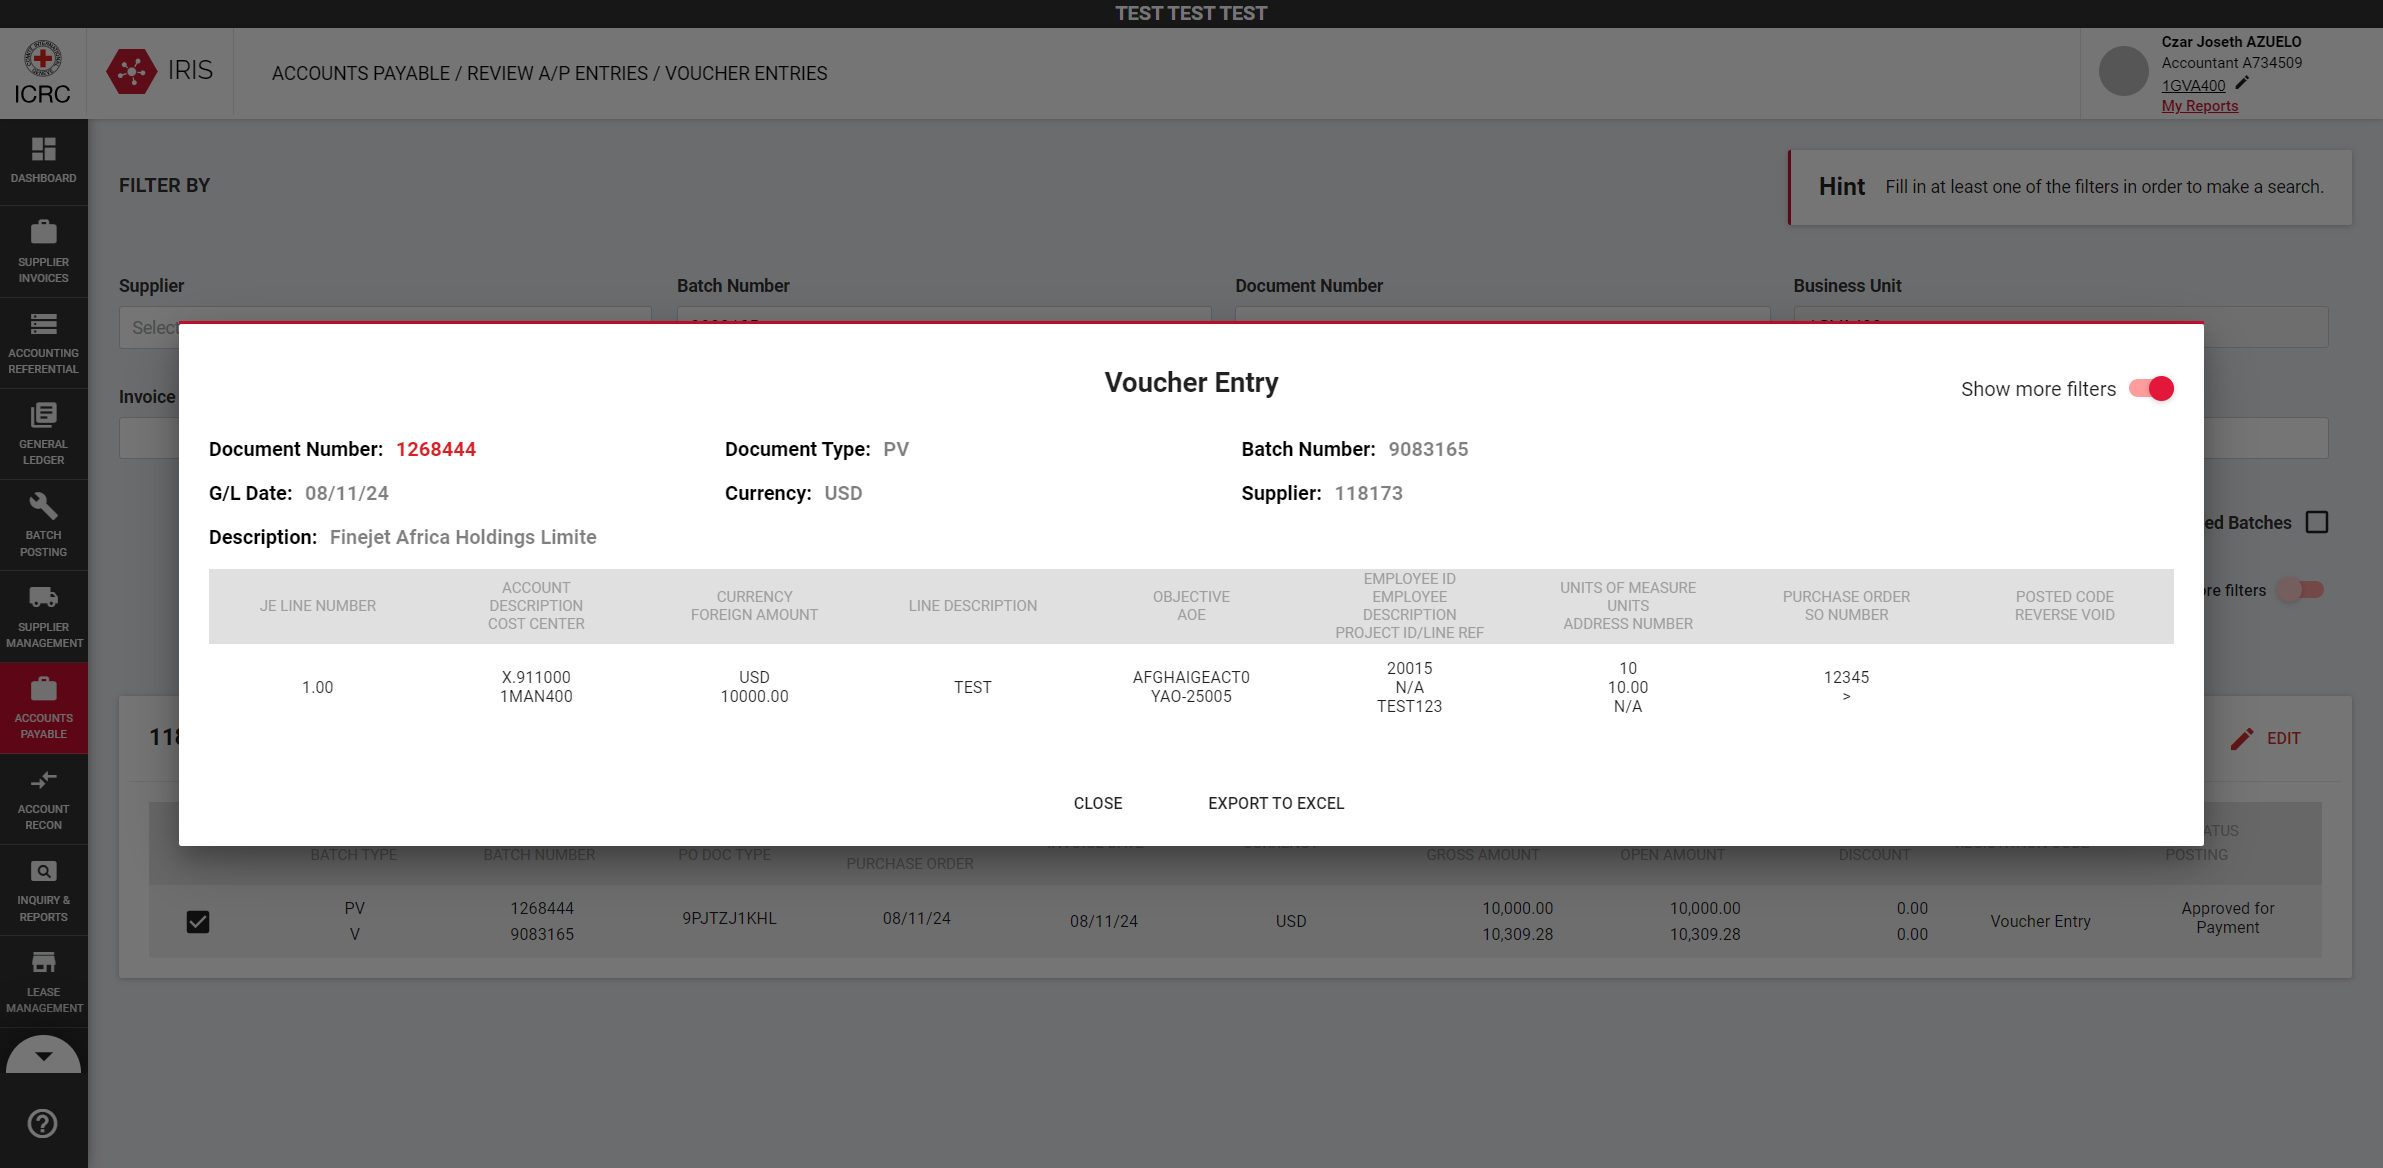 TEST TEST TEST
ICRC
IRIS
ACCOUNTS PAYABLE / REVIEW A/P ENTRIES / VOUCHER ENTRIES
Czar Joseth AZUELO
Accountant A734509
1GVA400
My Reports
DASHBOARD
SUPPLIER
INVOICES
ACCOUNTING
REFERENTIAL
GENERAL
LEDGER
BATCH
POSTING
SUPPLIER
MANAGEMENT
ACCOUNTS
PAYABLE
ACCOUNT
RECON
INQUIRY &
REPORTS
LEASE
MANAGEMENT
FILTER BY
Hint Fill in at least one of the filters in order to make a search.
Supplier
Batch Number
Document Number
Business Unit
Select
Invoice
ed Batches
re filters
Voucher Entry
Show more filters
Document Number: 1268444
Document Type: PV
Batch Number: 9083165
G/L Date: 08/11/24
Currency: USD
Supplier: 118173
Description: Finejet Africa Holdings Limite
JE LINE NUMBER
ACCOUNT
DESCRIPTION
COST CENTER
CURRENCY
FOREIGN AMOUNT
LINE DESCRIPTION
OBJECTIVE
AOE
EMPLOYEE ID
EMPLOYEE
DESCRIPTION
PROJECT ID/LINE REF
UNITS OF MEASURE
UNITS
ADDRESS NUMBER
PURCHASE ORDER
SO NUMBER
POSTED CODE
REVERSE VOID
1.00
X.911000
1MAN400
USD
10000.00
TEST
AFGHAIGEACT0
YAO-25005
20015
N/A
TEST123
10
10.00
N/A
12345
>
CLOSE
EXPORT TO EXCEL
118
EDIT
BATCH TYPE
BATCH NUMBER
PO DOC TYPE
PURCHASE ORDER
GROSS AMOUNT
OPEN AMOUNT
DISCOUNT
ATUS
POSTING
PV
V
1268444
9083165
9PJTZJ1KHL
08/11/24
08/11/24
USD
10,000.00
10,309.28
10,000.00
10,309.28
0.00
0.00
Voucher Entry
Approved for
Payment